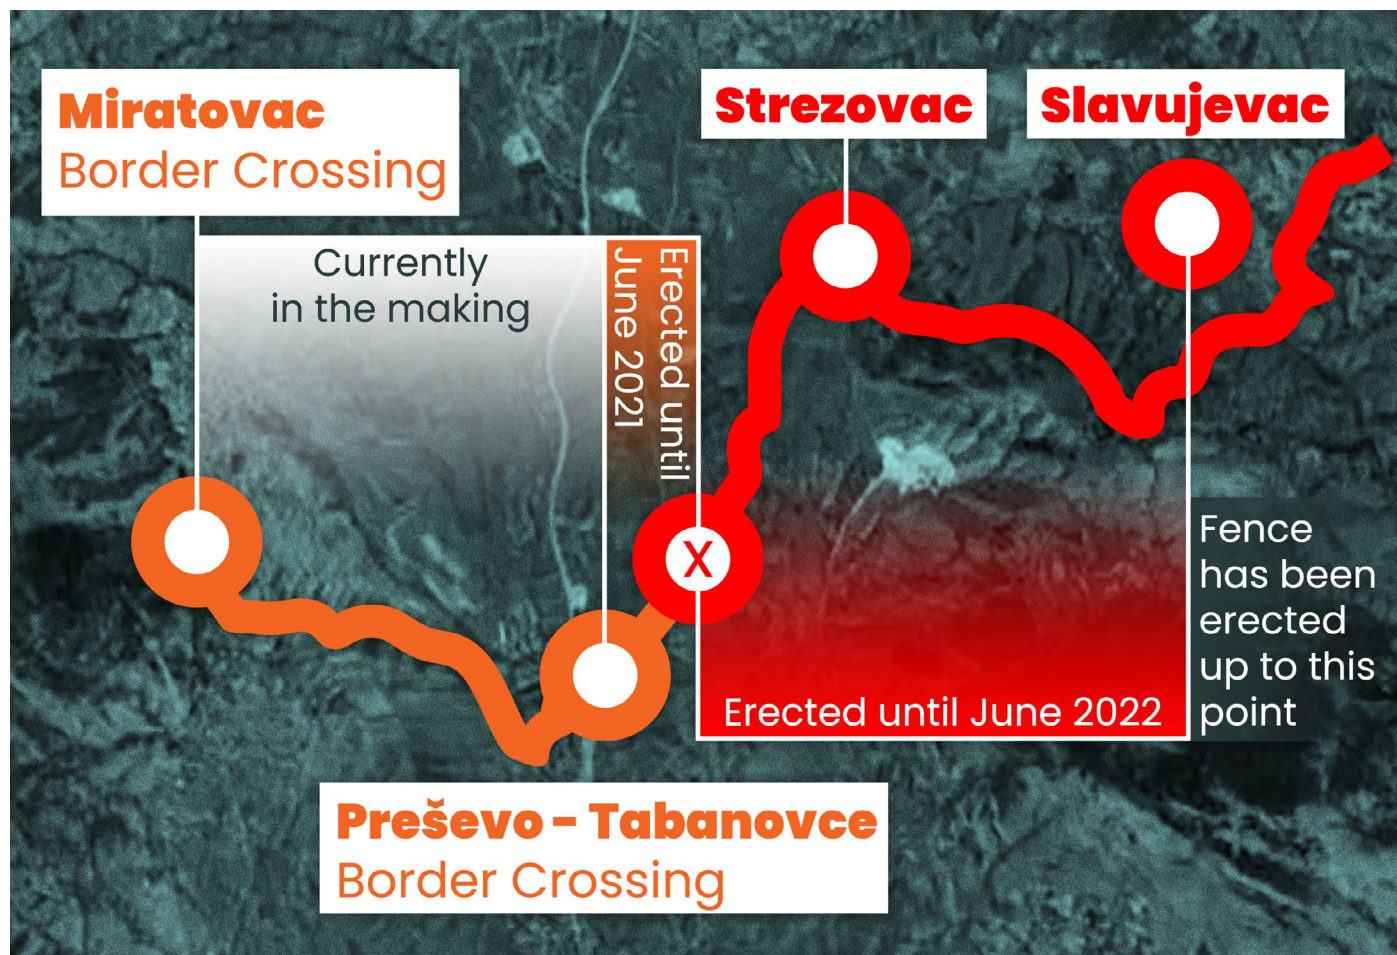 Miratovac
Border Crossing
Strezovac
Slavujevac
Currently
in the making
Erected until
June 2021
X
Fence
has been
erected
up to this
point
Erected until June 2022
Preševo - Tabanovce
Border Crossing